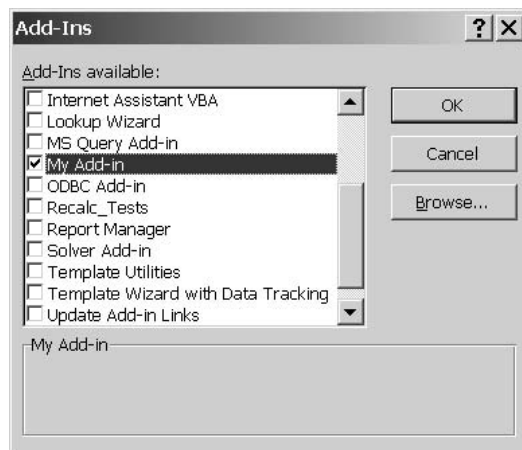 Add-Ins
Add-Ins available:
Internet Assistant VBA
Lookup Wizard
MS Query Add-in
My Add-in
ODBC Add-in
Recalc_Tests
Report Manager
Solver Add-in
Template Utilities
Template Wizard with Data Tracking
Update Add-in Links
OK
Cancel
Browse...
My Add-in